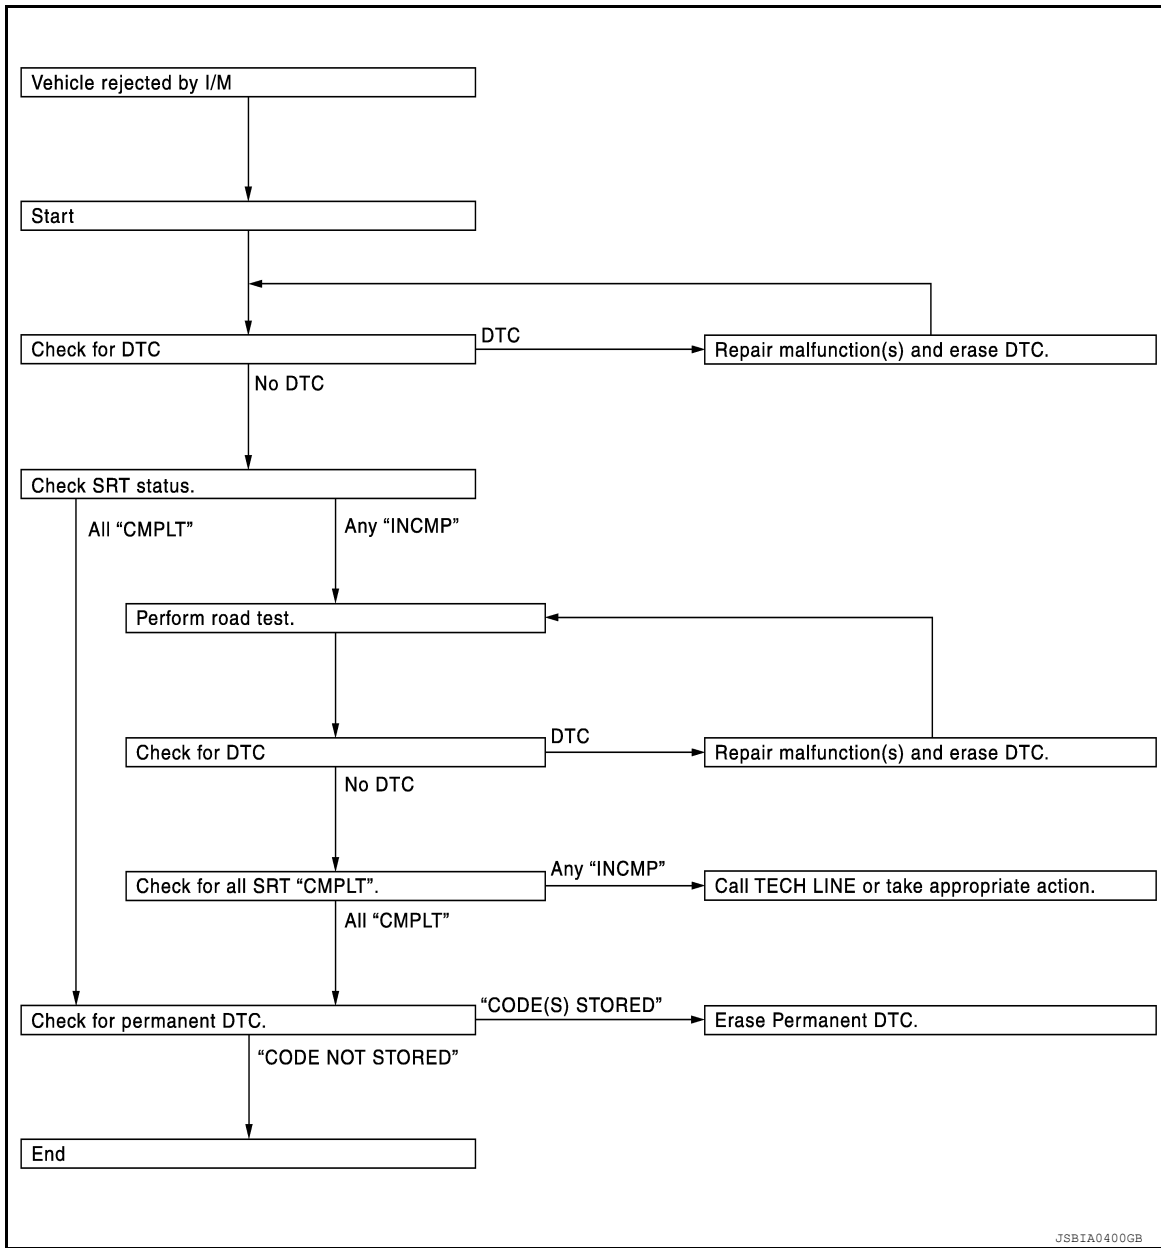 Vehicle rejected by I/M
Start
Check for DTC
DTC
Repair malfunction(s) and erase DTC.
No DTC
Check SRT status.
All “CMPLT”
Any “INCMP”
Perform road test.
Check for DTC
DTC
Repair malfunction(s) and erase DTC.
No DTC
Check for all SRT “CMPLT”.
Any “INCMP”
Call TECH LINE or take appropriate action.
All “CMPLT”
Check for permanent DTC.
“CODE(S) STORED”
Erase Permanent DTC.
“CODE NOT STORED”
End
JSBIA0400GB